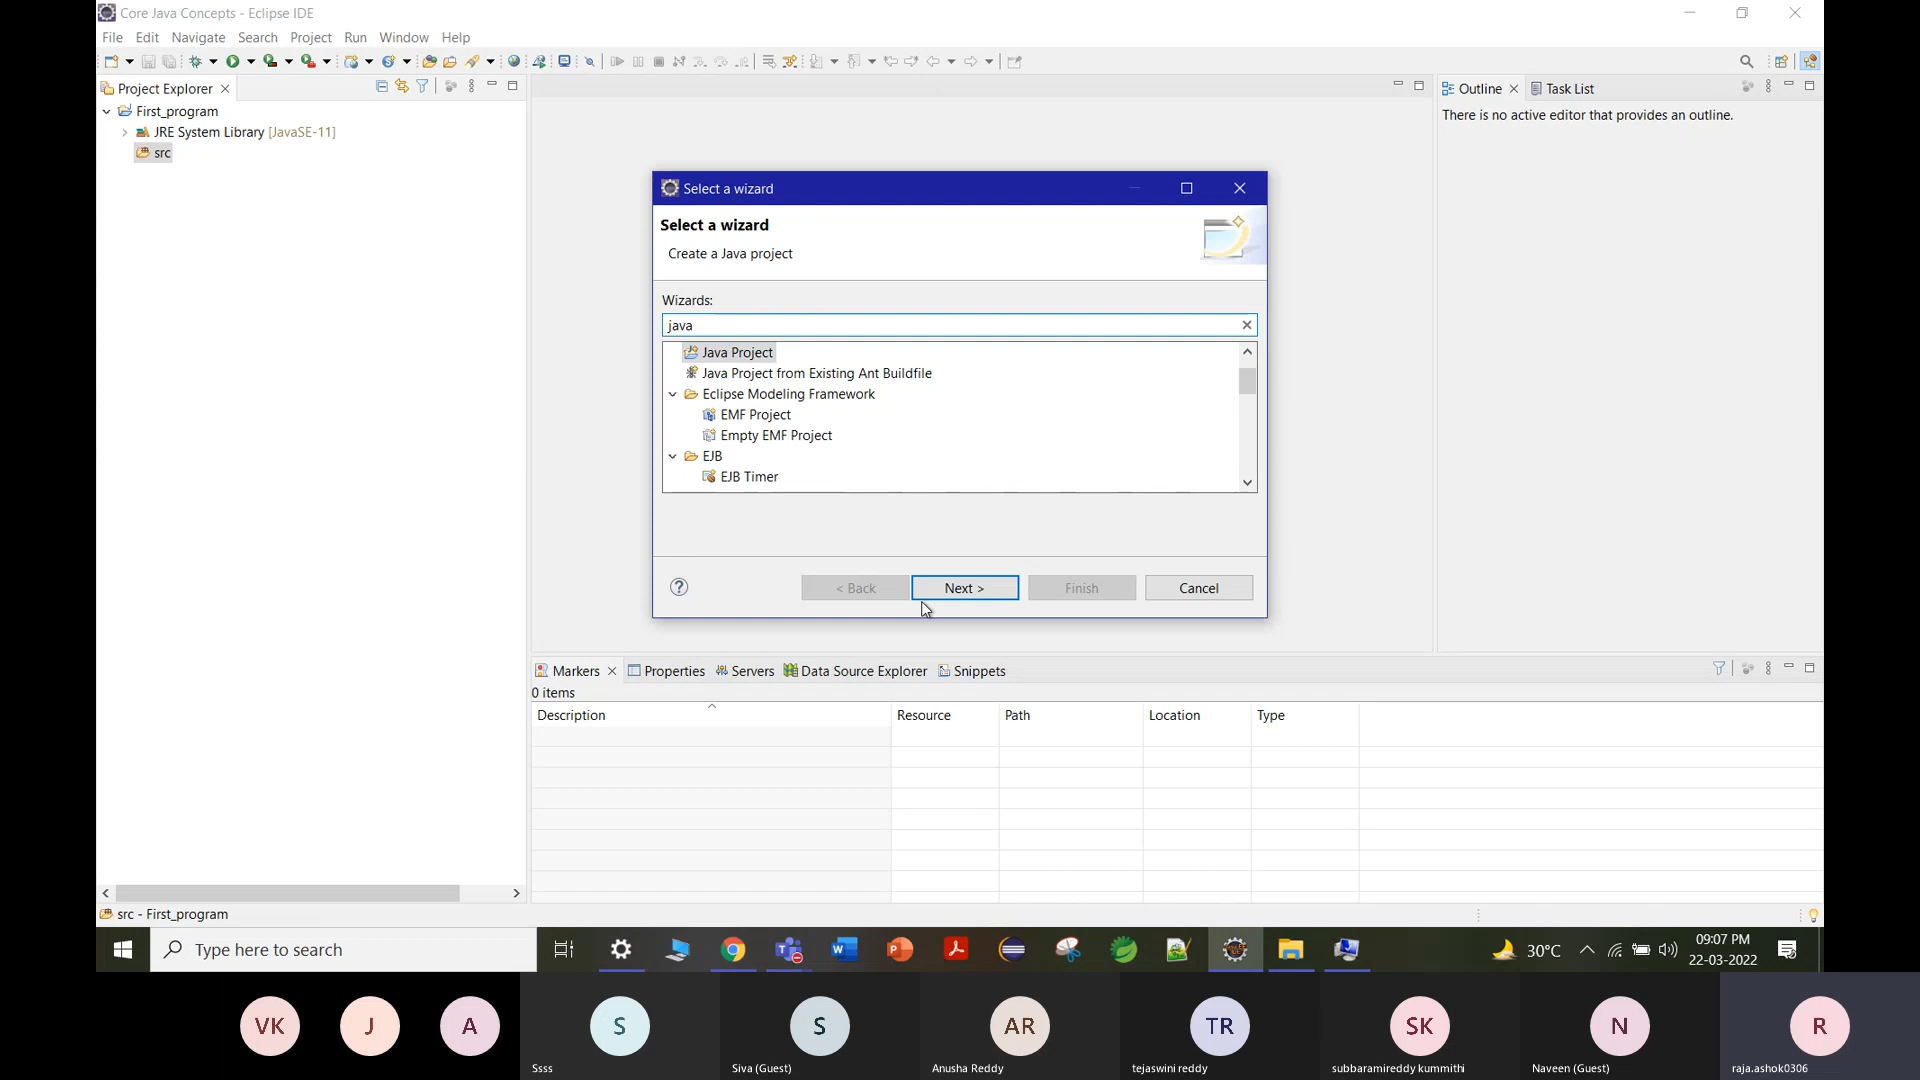 Core Java Concepts - Eclipse IDE
File Edit Navigate Search Project Run Window Help
Project Explorer
First_program
JRE System Library [JavaSE-11]
src
Outline Task List
There is no active editor that provides an outline.
Select a wizard
Select a wizard
Create a Java project
Wizards:
java
Java Project
Java Project from Existing Ant Buildfile
Eclipse Modeling Framework
EMF Project
Empty EMF Project
EJB
EJB Timer
< Back Next > Finish Cancel
Markers Properties Servers Data Source Explorer Snippets
0 items
Description Resource Path Location Type
src - First_program
Type here to search
30°C
09:07 PM
22-03-2022
VK J A S S AR TR SK N R
Ssss Siva (Guest) Anusha Reddy tejaswini reddy subbaramireddy kummithi Naveen (Guest) raja.ashok0306